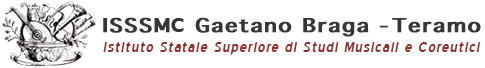 ISSSMC Gaetano Braga -Teramo
Istituto Statale Superiore di Studi Musicali e Coreutici